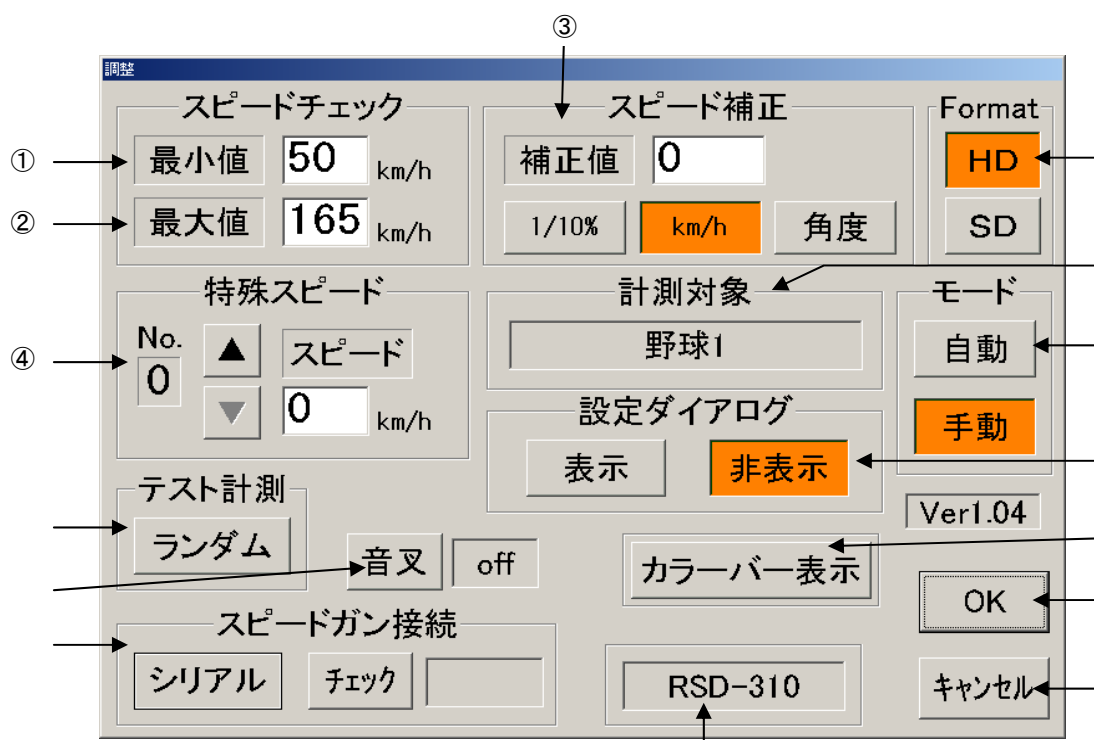 ③
調整
スピードチェック
① 最小値 50 km/h
② 最大値 165 km/h
スピード補正
補正値 0
1/10% km/h 角度
Format
HD
SD
特殊スピード
④ No. 0 ▲ ▼ スピード 0 km/h
計測対象
野球1
モード
自動
手動
設定ダイアログ
表示 非表示
テスト計測
ランダム
音叉 off
カラーバー表示
Ver1.04
OK
キャンセル
スピードガン接続
シリアル チェック
RSD-310